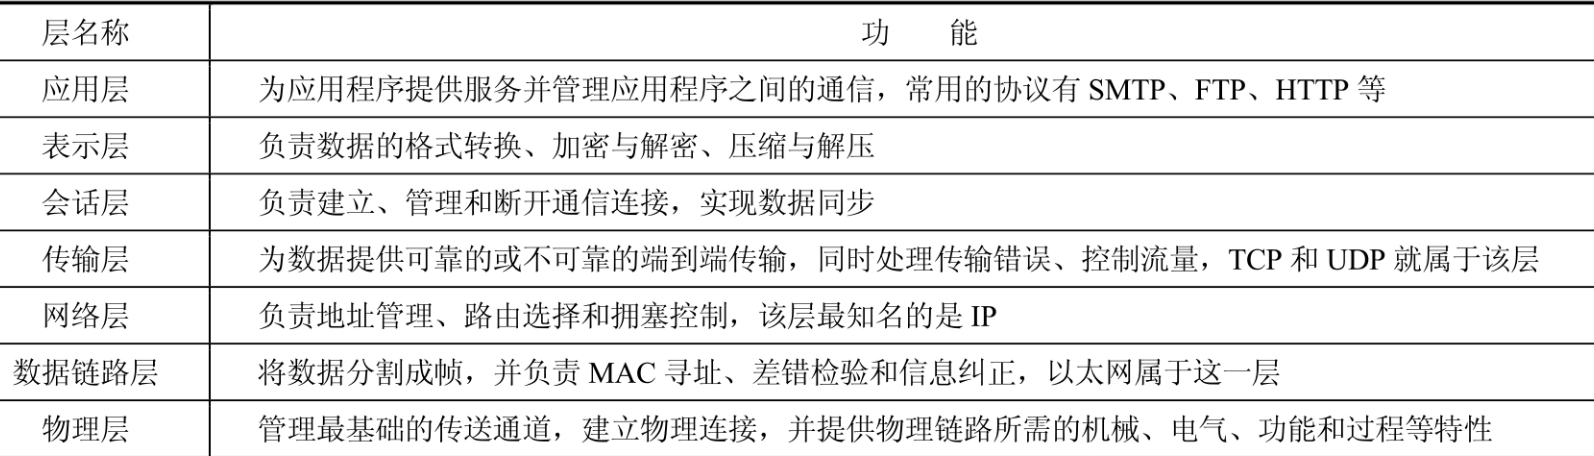 层名称 功 能
应用层 为应用程序提供服务并管理应用程序之间的通信，常用的协议有 SMTP、FTP、HTTP 等
表示层 负责数据的格式转换、加密与解密、压缩与解压
会话层 负责建立、管理和断开通信连接，实现数据同步
传输层 为数据提供可靠的或不可靠的端到端传输，同时处理传输错误、控制流量，TCP 和 UDP 就属于该层
网络层 负责地址管理、路由选择和拥塞控制，该层最知名的是 IP
数据链路层 将数据分割成帧，并负责 MAC 寻址、差错检验和信息纠正，以太网属于这一层
物理层 管理最基础的传送通道，建立物理连接，并提供物理链路所需的机械、电气、功能和过程等特性